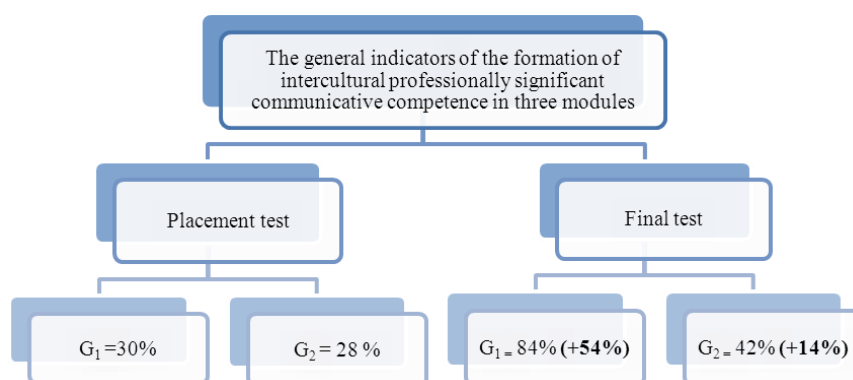 The general indicators of the formation of
intercultural professionally significant
communicative competence in three modules
Placement test
Final test
G₁ =30%
G₂ = 28 %
G₁ = 84% (+54%)
G₂ = 42% (+14%)